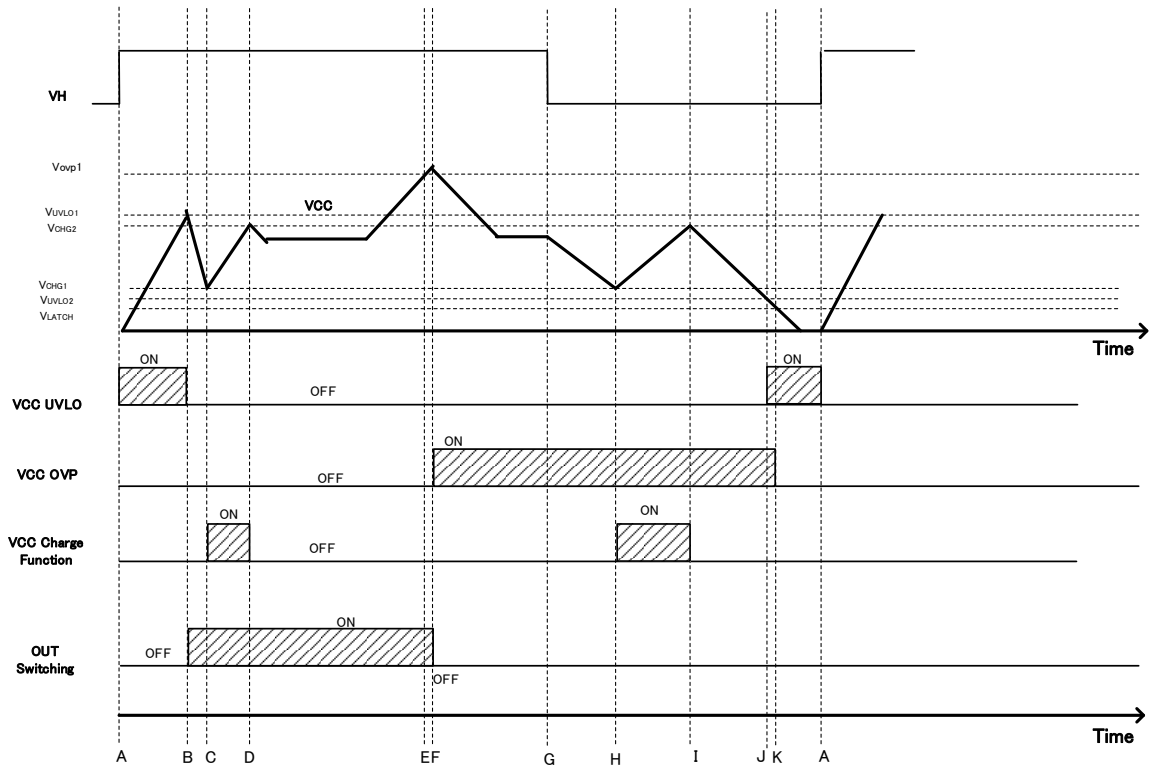 VH
Vovp1
VUVLO1
VCC
VCHG2
VCHG1
VUVLO2
VLATCH
Time
ON
ON
OFF
VCC UVLO
ON
OFF
VCC OVP
ON
ON
OFF
VCC Charge
Function
ON
OFF
OUT
Switching
OFF
Time
A B C D E F G H I J K A